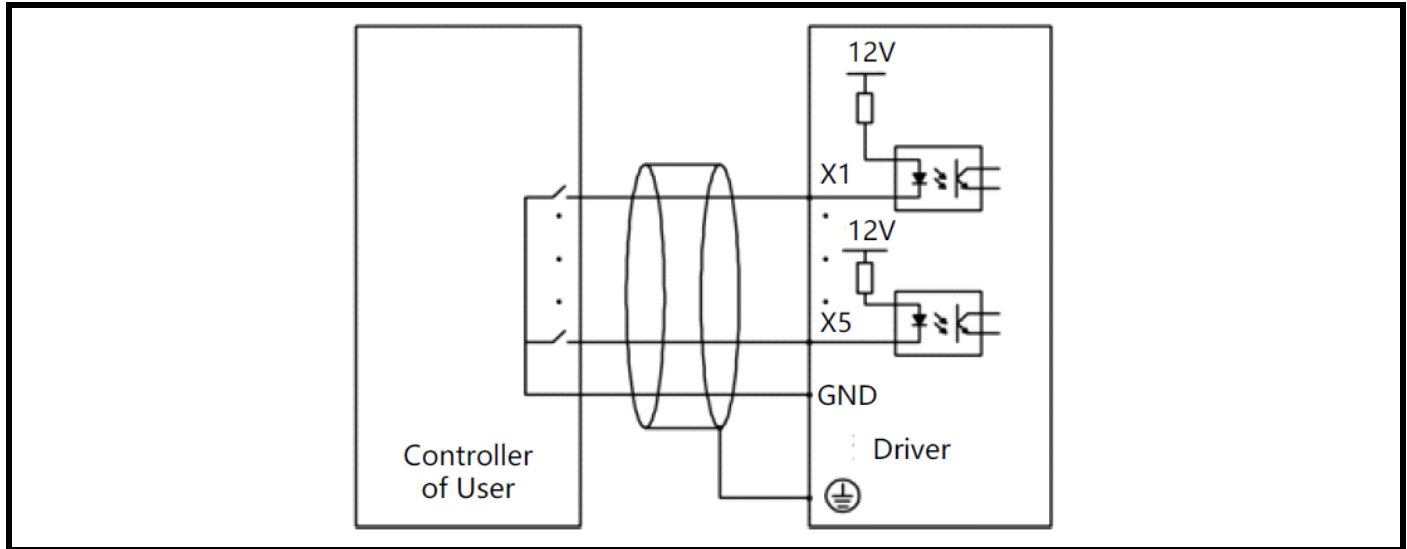 12V
X1
12V
X5
GND
Driver
Controller
of User